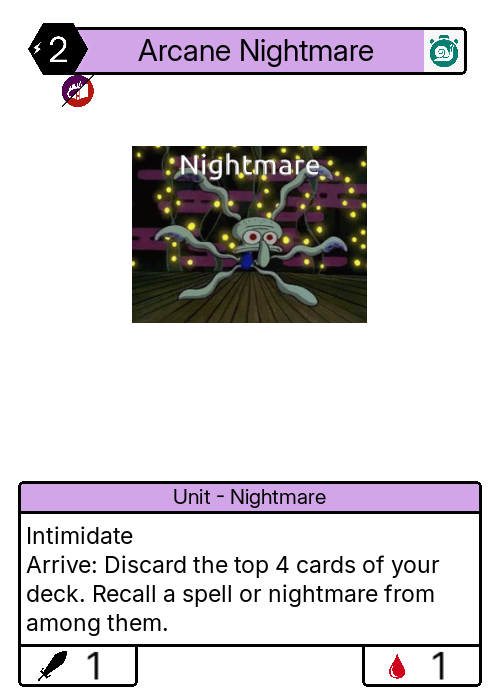 2
Arcane Nightmare
Nightmare
Unit - Nightmare
Intimidate
Arrive: Discard the top 4 cards of your
deck. Recall a spell or nightmare from
among them.
1
1